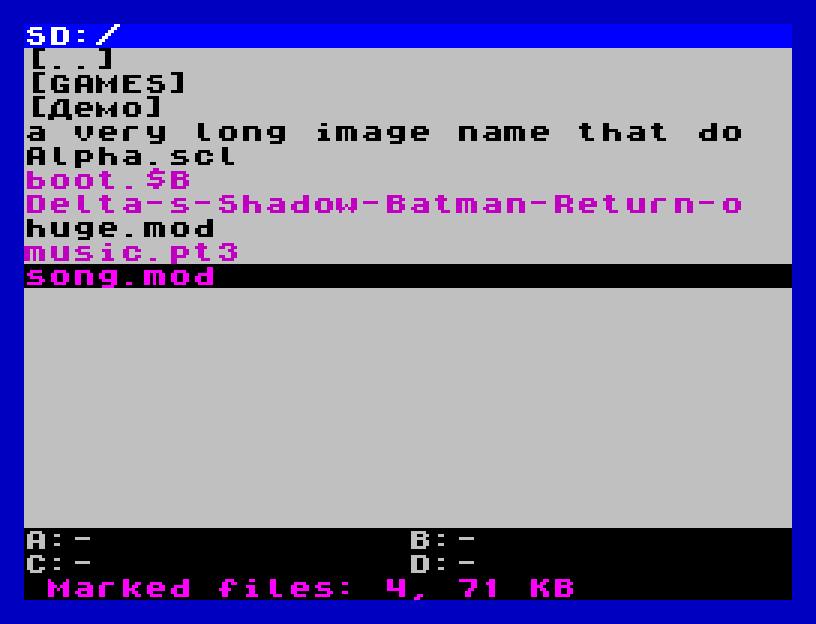 SD:/
[..]
[GAMES]
[Демо]
a very long image name that do
Alpha.scl
boot.$B
Delta-s-Shadow-Batman-Return-o
huge.mod
music.pt3
song.mod
A:- B:-
C:- D:-
Marked files: 4, 71 KB